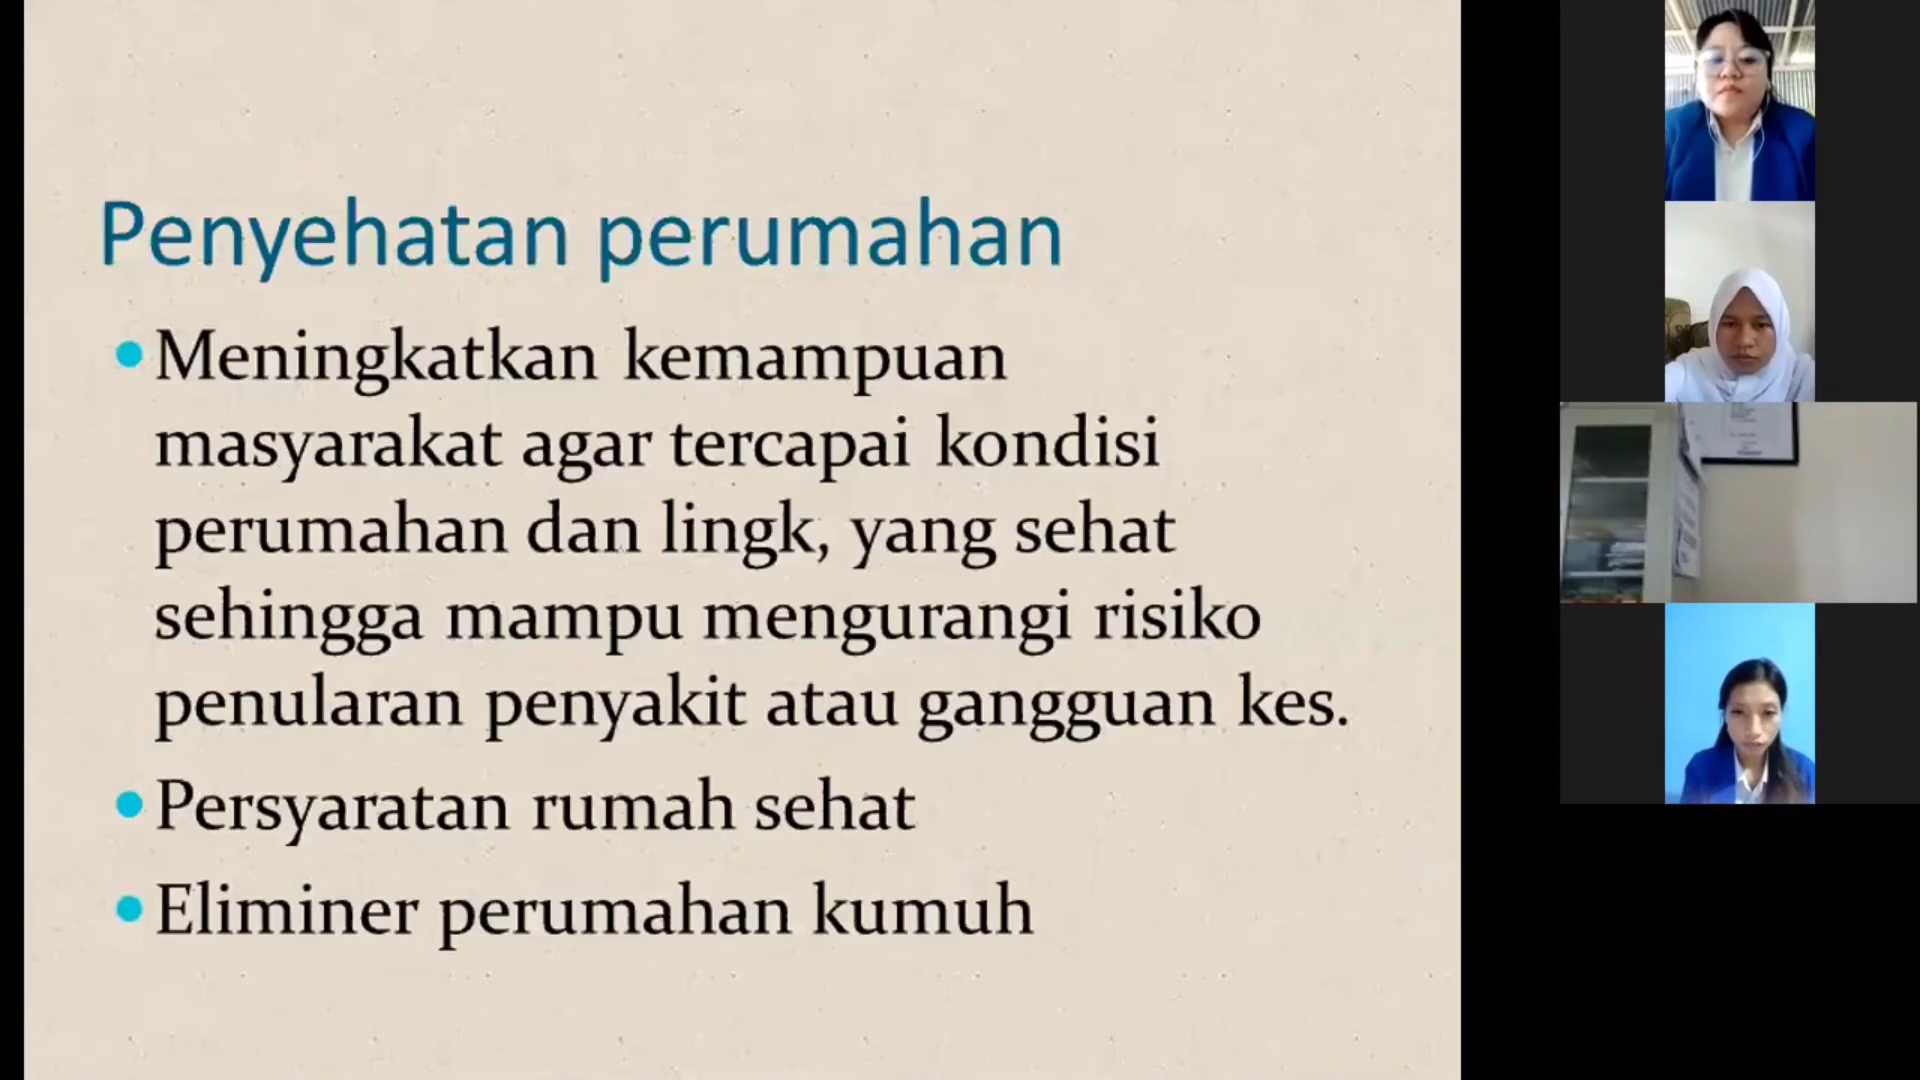 Penyehatan perumahan
Meningkatkan kemampuan
masyarakat agar tercapai kondisi
perumahan dan lingk, yang sehat
sehingga mampu mengurangi risiko
penularan penyakit atau gangguan kes.
Persyaratan rumah sehat
Eliminer perumahan kumuh